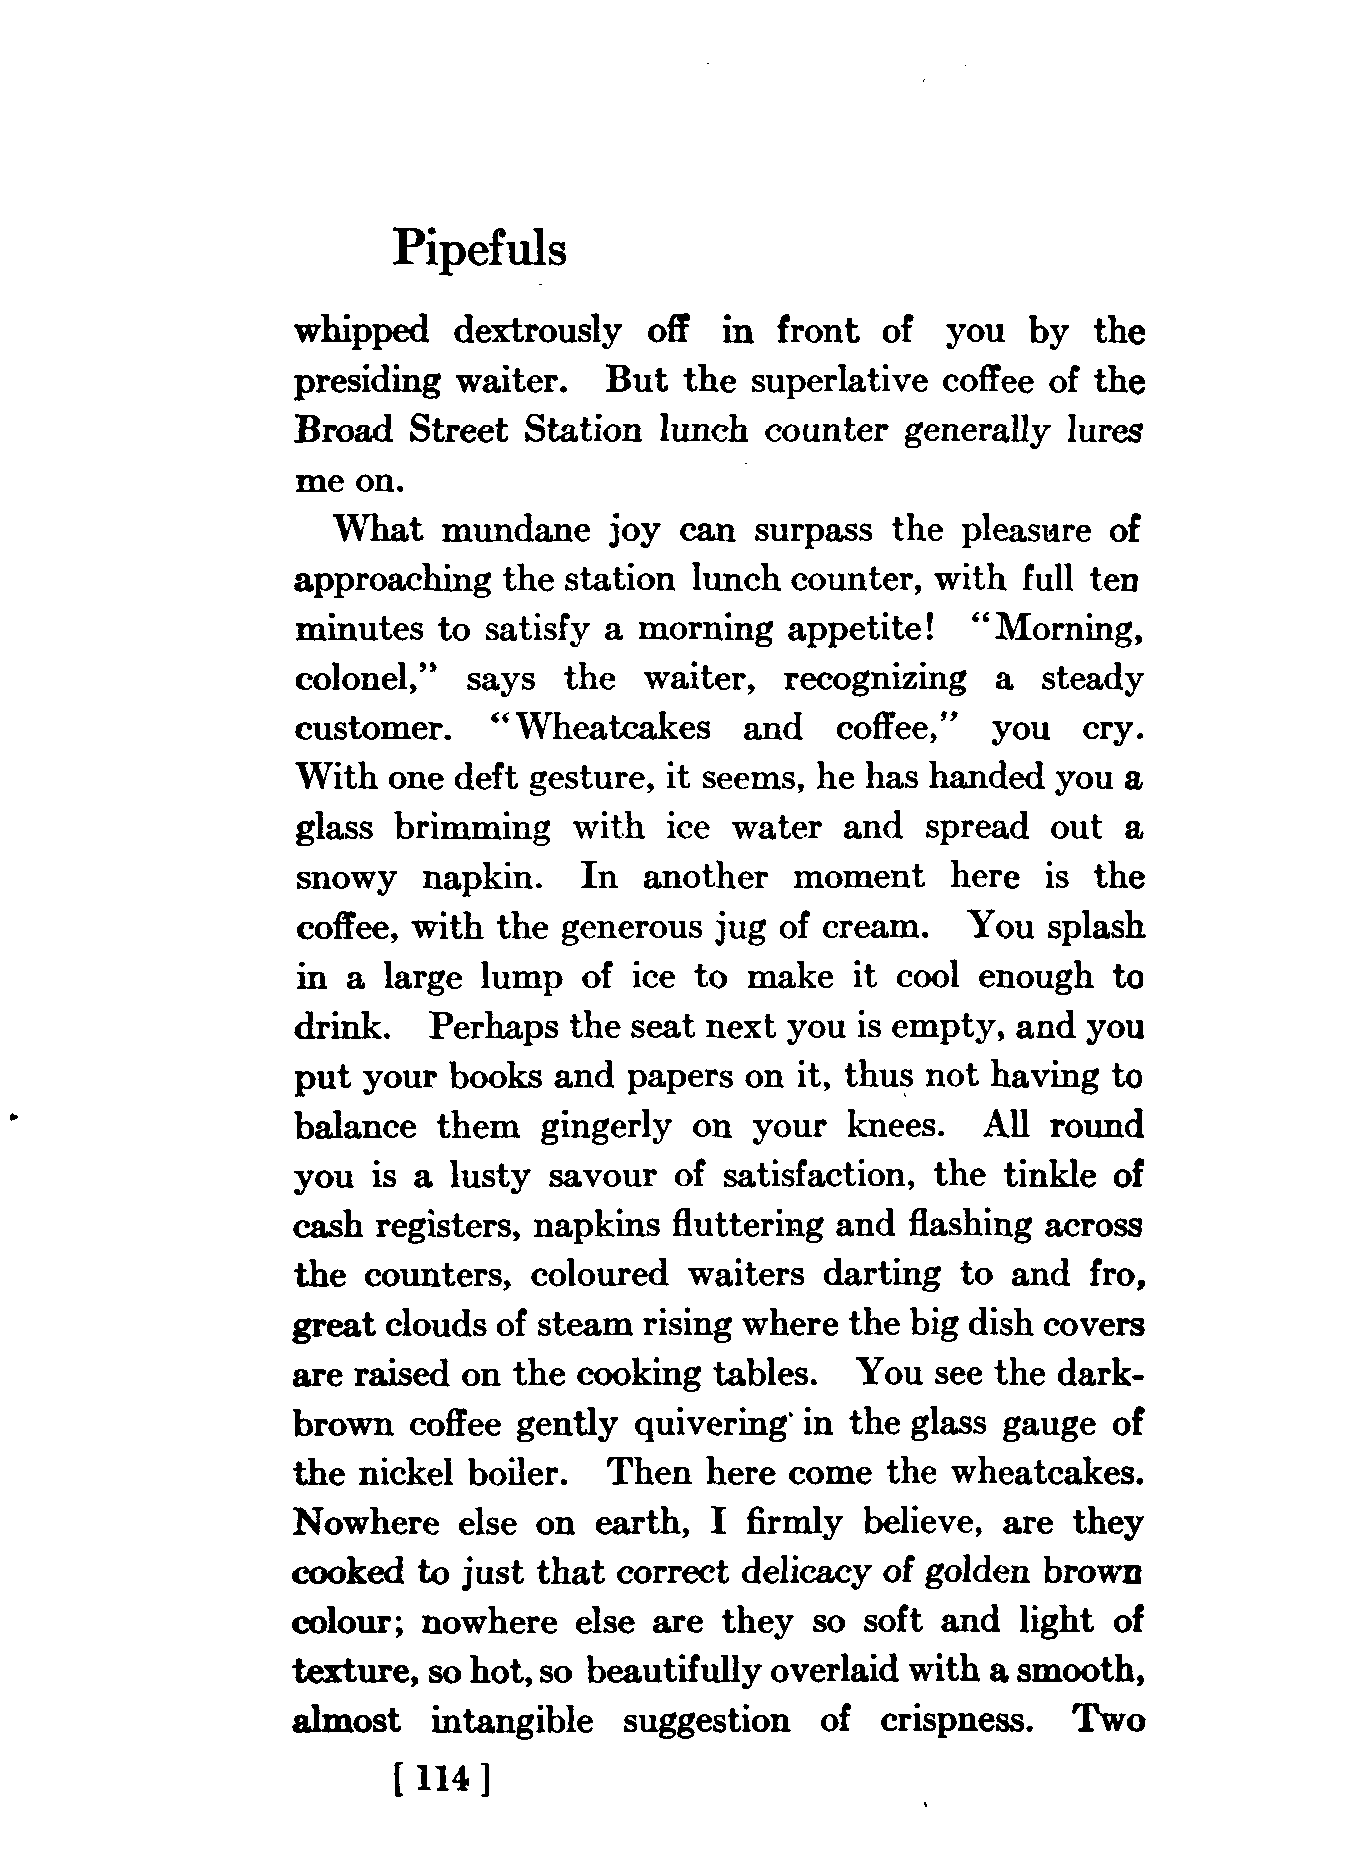 Pipefuls
whipped dextrously off in front of you by the
presiding waiter. But the superlative coffee of the
Broad Street Station lunch counter generally lures
me on.
What mundane joy can surpass the pleasure of
approaching the station lunch counter, with full ten
minutes to satisfy a morning appetite! "Morning,
colonel," says the waiter, recognizing a steady
customer. "Wheatcakes and coffee," you cry.
With one deft gesture, it seems, he has handed you a
glass brimming with ice water and spread out a
snowy napkin. In another moment here is the
coffee, with the generous jug of cream. You splash
in a large lump of ice to make it cool enough to
drink. Perhaps the seat next you is empty, and you
put your books and papers on it, thus not having to
balance them gingerly on your knees. All round
you is a lusty savour of satisfaction, the tinkle of
cash registers, napkins fluttering and flashing across
the counters, coloured waiters darting to and fro,
great clouds of steam rising where the big dish covers
are raised on the cooking tables. You see the dark-
brown coffee gently quivering in the glass gauge of
the nickel boiler. Then here come the wheatcakes.
Nowhere else on earth, I firmly believe, are they
cooked to just that correct delicacy of golden brown
colour; nowhere else are they so soft and light of
texture, so hot, so beautifully overlaid with a smooth,
almost intangible suggestion of crispness. Two
[ 114 ]